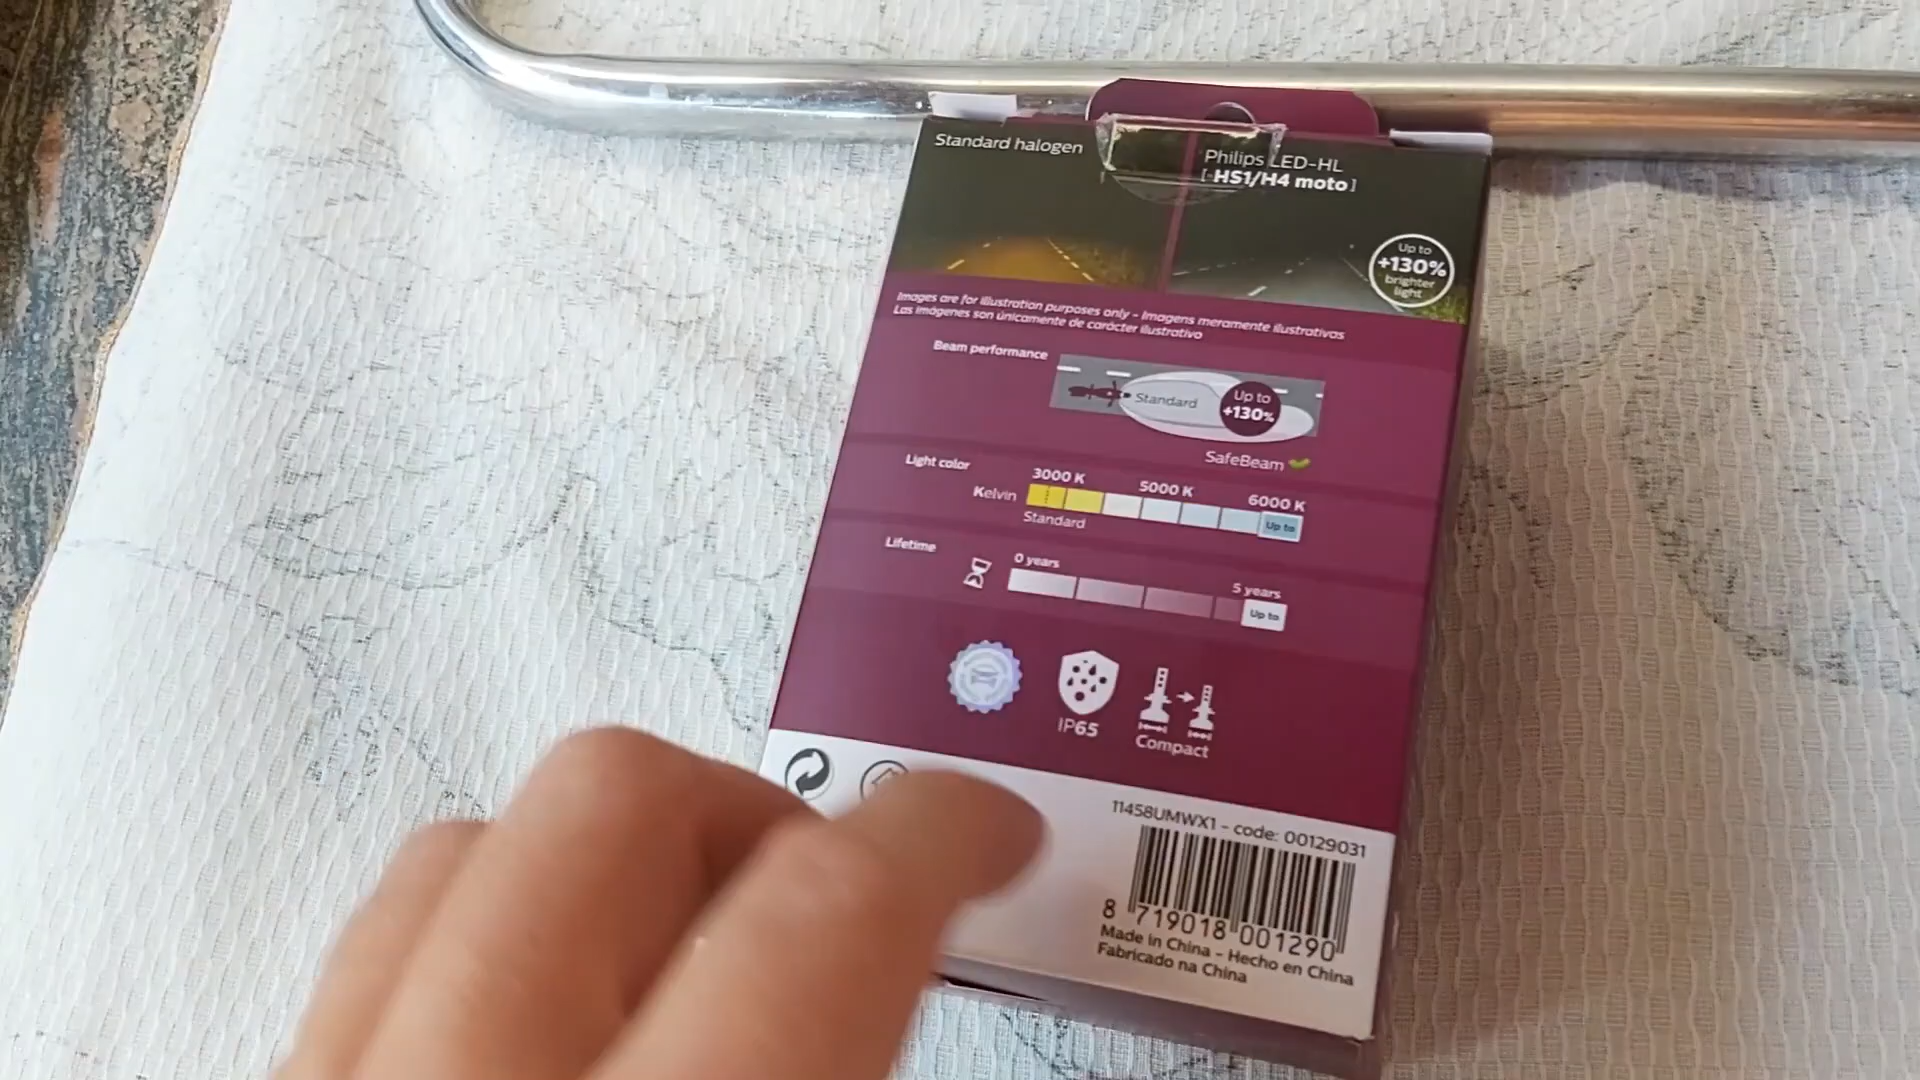 Standard halogen
Philips LED-HL
[ HS1/H4 moto ]
Up to
+130%
brighter
light
Images are for illustration purposes only - Imagens meramente ilustrativas
Las imágenes son únicamente de carácter ilustrativo
Beam performance
Standard
Up to
+130%
SafeBeam
Light color
3000 K
5000 K
6000 K
Kelvin
Up to
Standard
Lifetime
0 years
5 years
Up to
IP65
Compact
11458UMWX1 - code: 00129031
8 719018 001290
Made in China - Hecho en China
Fabricado na China